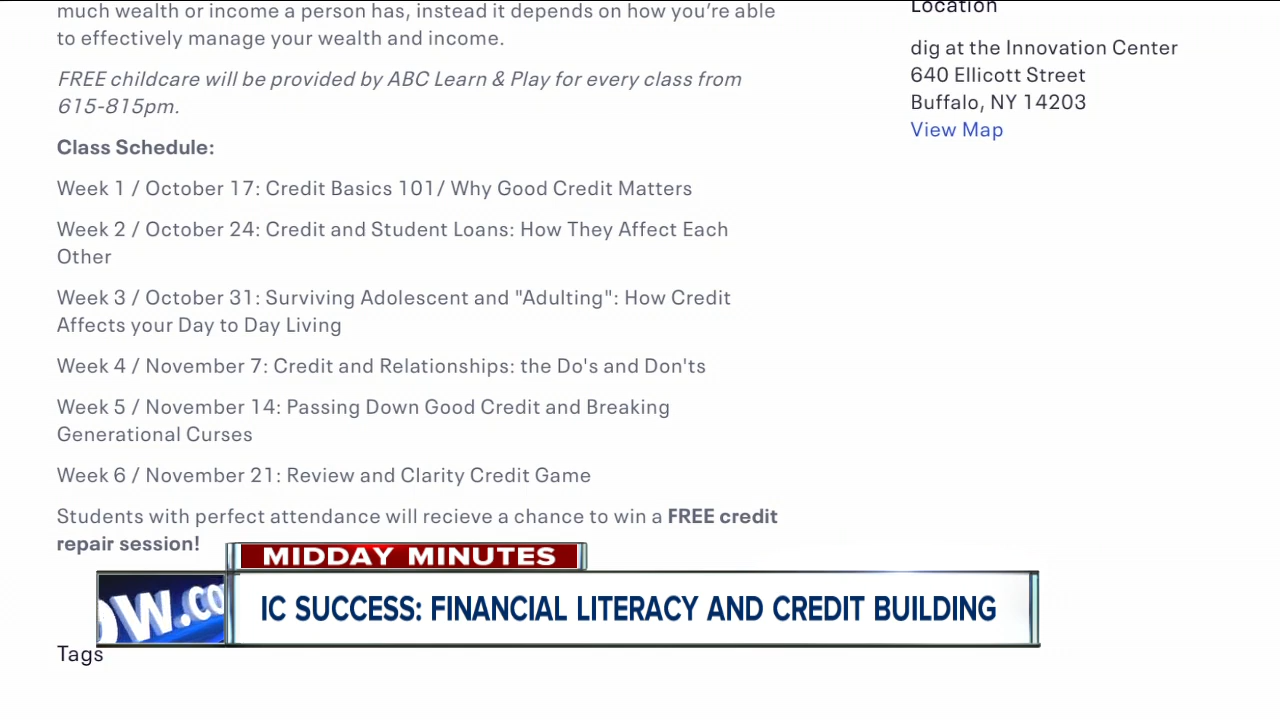 much wealth or income a person has, instead it depends on how you're able
to effectively manage your wealth and income.
FREE childcare will be provided by ABC Learn & Play for every class from
615-815pm.
Class Schedule:
Week 1 / October 17: Credit Basics 101/ Why Good Credit Matters
Week 2 / October 24: Credit and Student Loans: How They Affect Each
Other
Week 3 / October 31: Surviving Adolescent and "Adulting": How Credit
Affects your Day to Day Living
Week 4 / November 7: Credit and Relationships: the Do's and Don'ts
Week 5 / November 14: Passing Down Good Credit and Breaking
Generational Curses
Week 6 / November 21: Review and Clarity Credit Game
Students with perfect attendance will recieve a chance to win a FREE credit
repair session!
Location
dig at the Innovation Center
640 Ellicott Street
Buffalo, NY 14203
View Map
MIDDAY MINUTES
OW.co
IC SUCCESS: FINANCIAL LITERACY AND CREDIT BUILDING
Tags